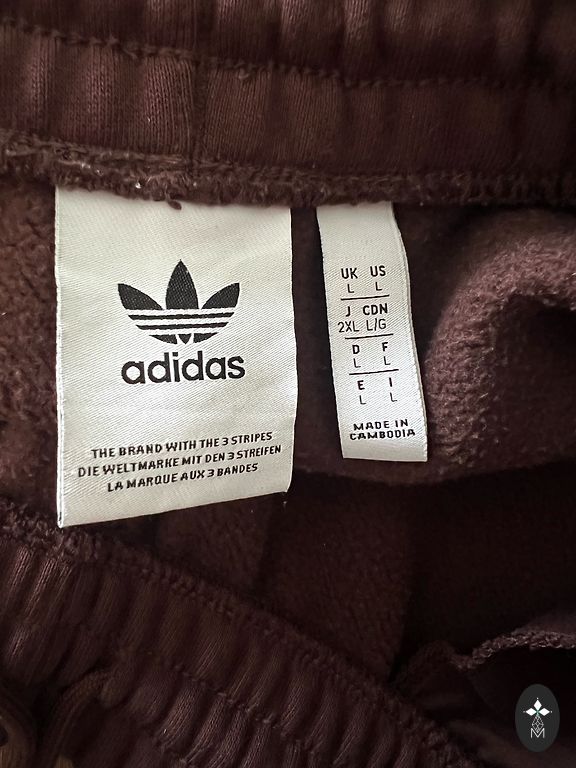 adidas
THE BRAND WITH THE 3 STRIPES
DIE WELTMARKE MIT DEN 3 STREIFEN
LA MARQUE AUX 3 BANDES
UK US
L L
J CDN
2XL L/G
D F
L L
E I
L L
MADE IN
CAMBODIA
M